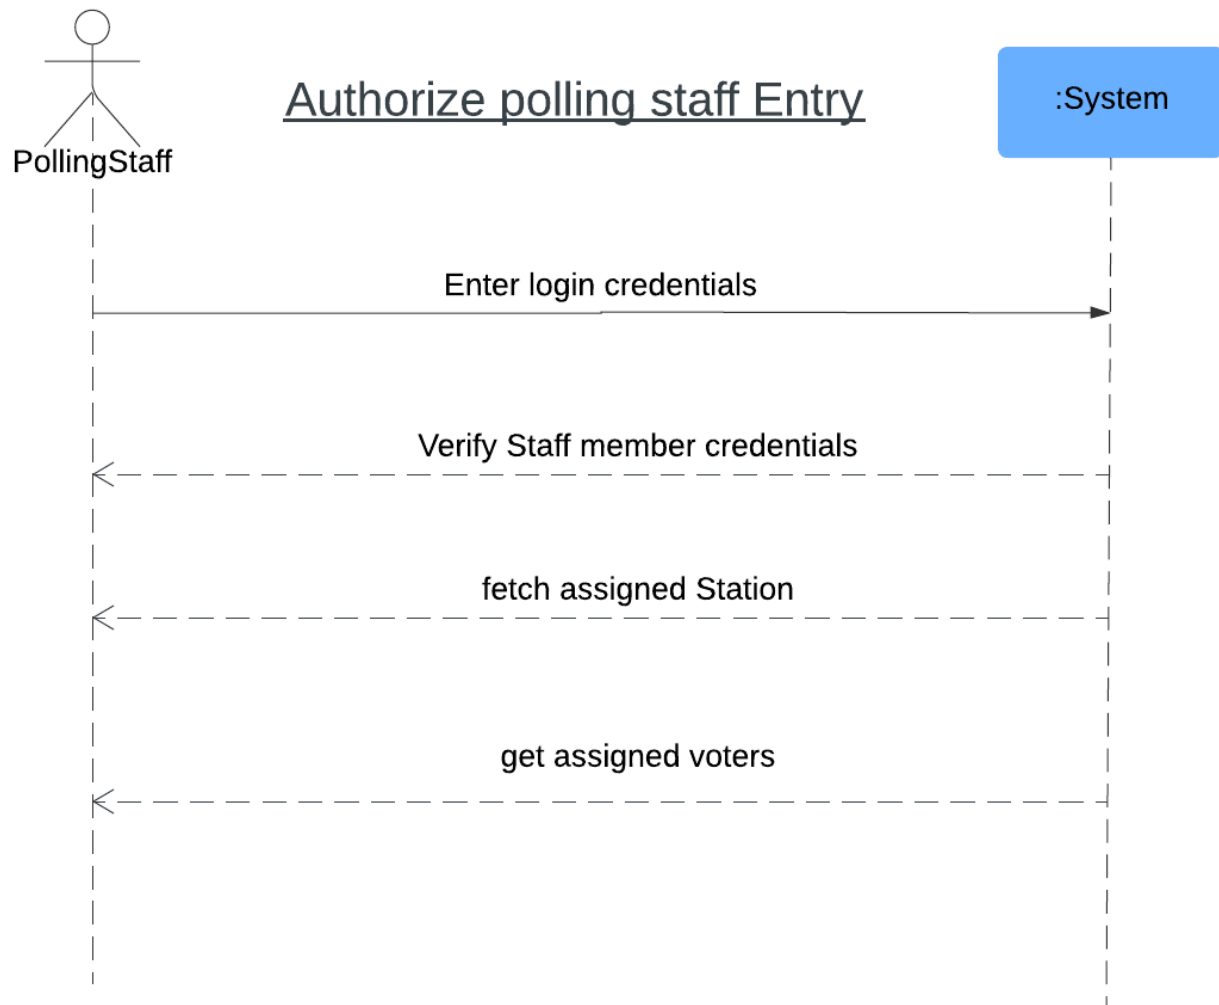 Authorize polling staff Entry
:System
PollingStaff
Enter login credentials
Verify Staff member credentials
fetch assigned Station
get assigned voters